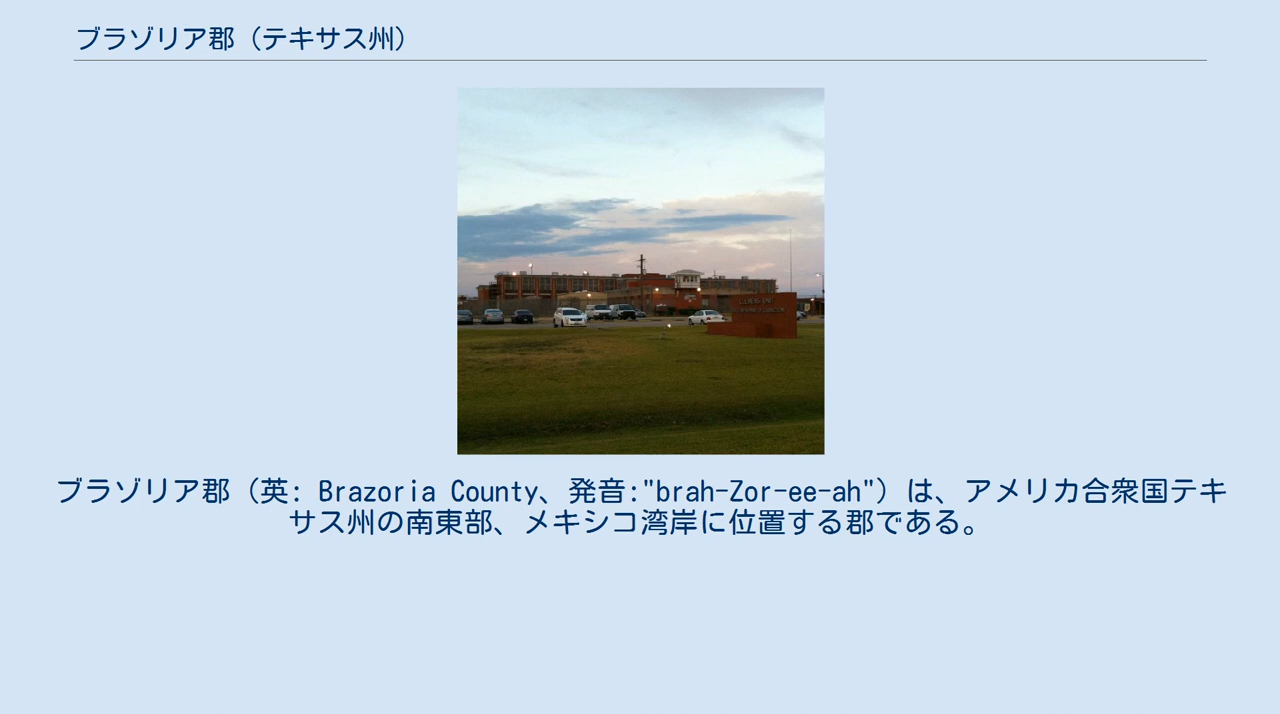 ブラゾリア郡（テキサス州）
CLEMENS UNIT
ブラゾリア郡（英: Brazoria County、発音:"brah-Zor-ee-ah"）は、アメリカ合衆国テキ
サス州の南東部、メキシコ湾岸に位置する郡である。